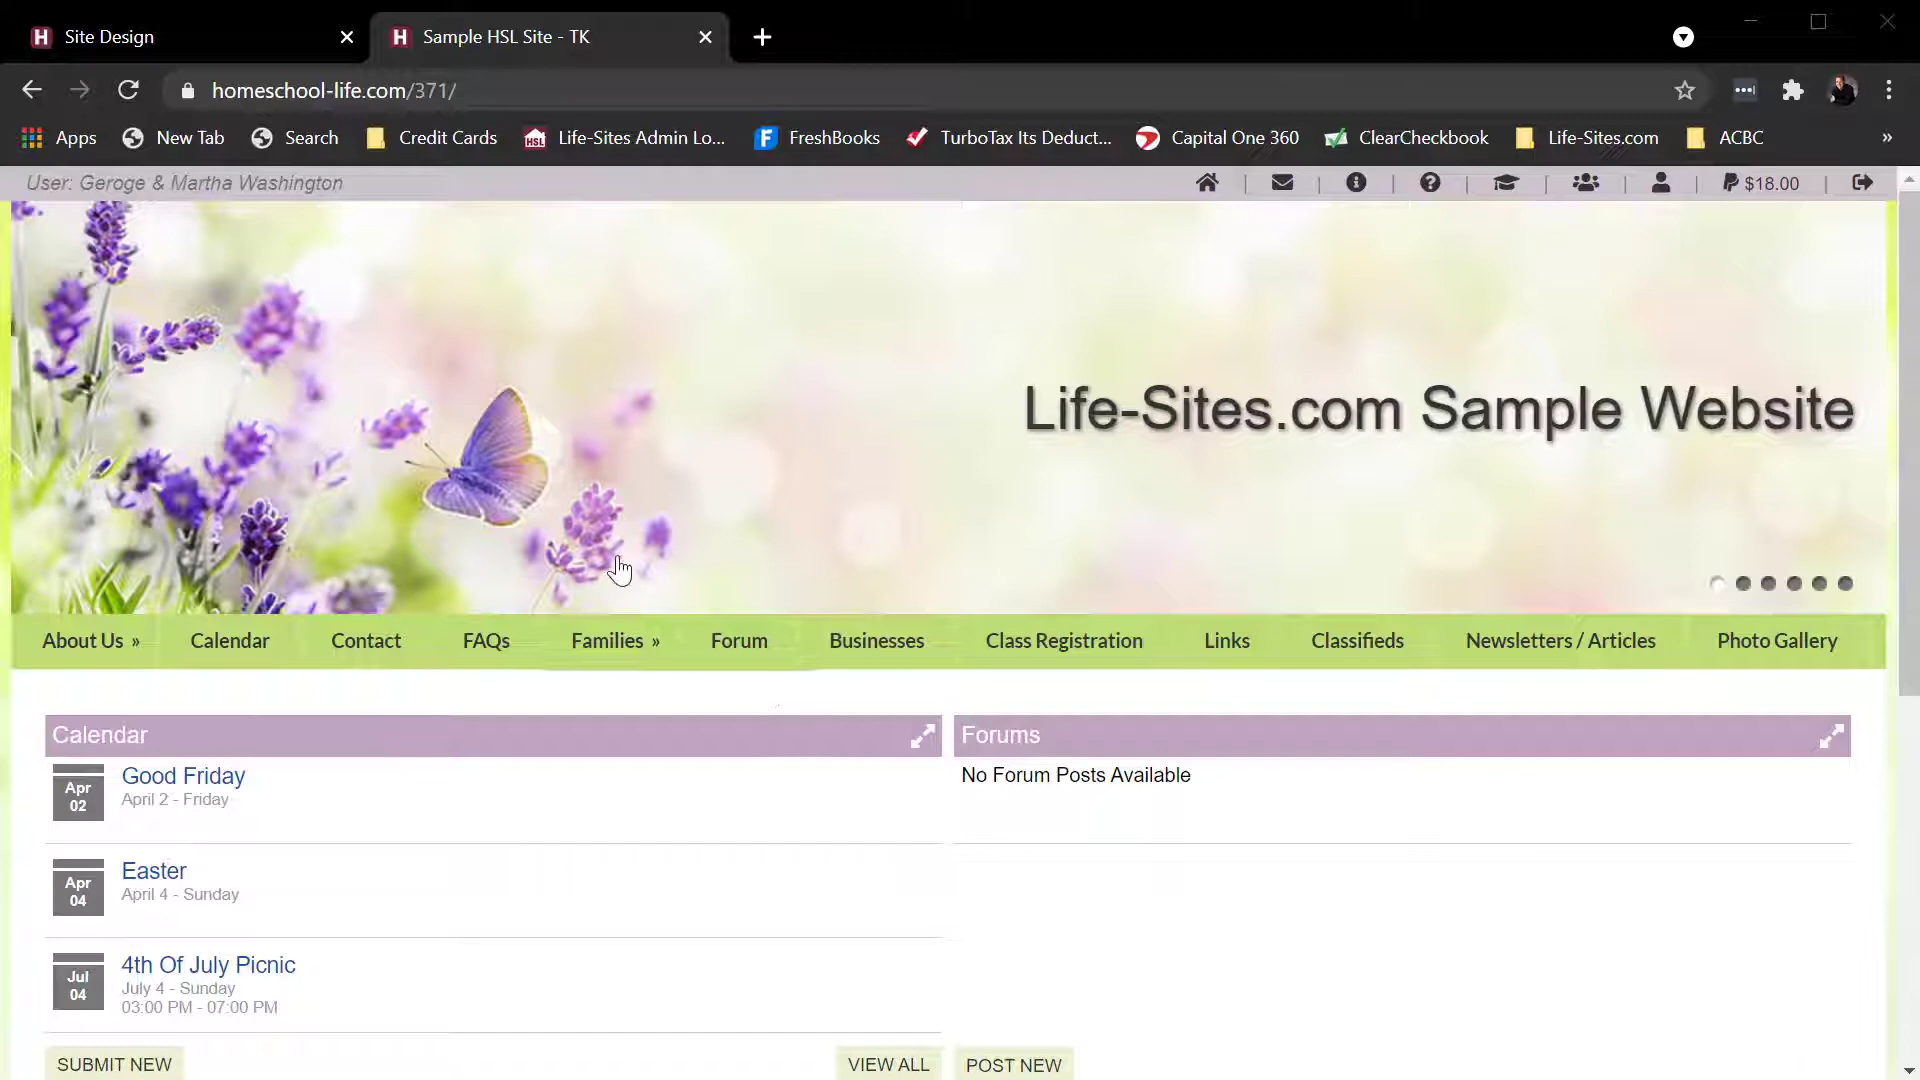 Site Design
Sample HSL Site - TK
homeschool-life.com/371/
Apps
New Tab
Search
Credit Cards
Life-Sites Admin Lo...
FreshBooks
TurboTax Its Deduct...
Capital One 360
ClearCheckbook
Life-Sites.com
ACBC
»
User: Geroge & Martha Washington
$18.00
Life-Sites.com Sample Website
About Us »
Calendar
Contact
FAQs
Families »
Forum
Businesses
Class Registration
Links
Classifieds
Newsletters / Articles
Photo Gallery
Calendar
Apr
02
Good Friday
April 2 - Friday
Apr
04
Easter
April 4 - Sunday
Jul
04
4th Of July Picnic
July 4 - Sunday
03:00 PM - 07:00 PM
SUBMIT NEW
VIEW ALL
Forums
No Forum Posts Available
POST NEW